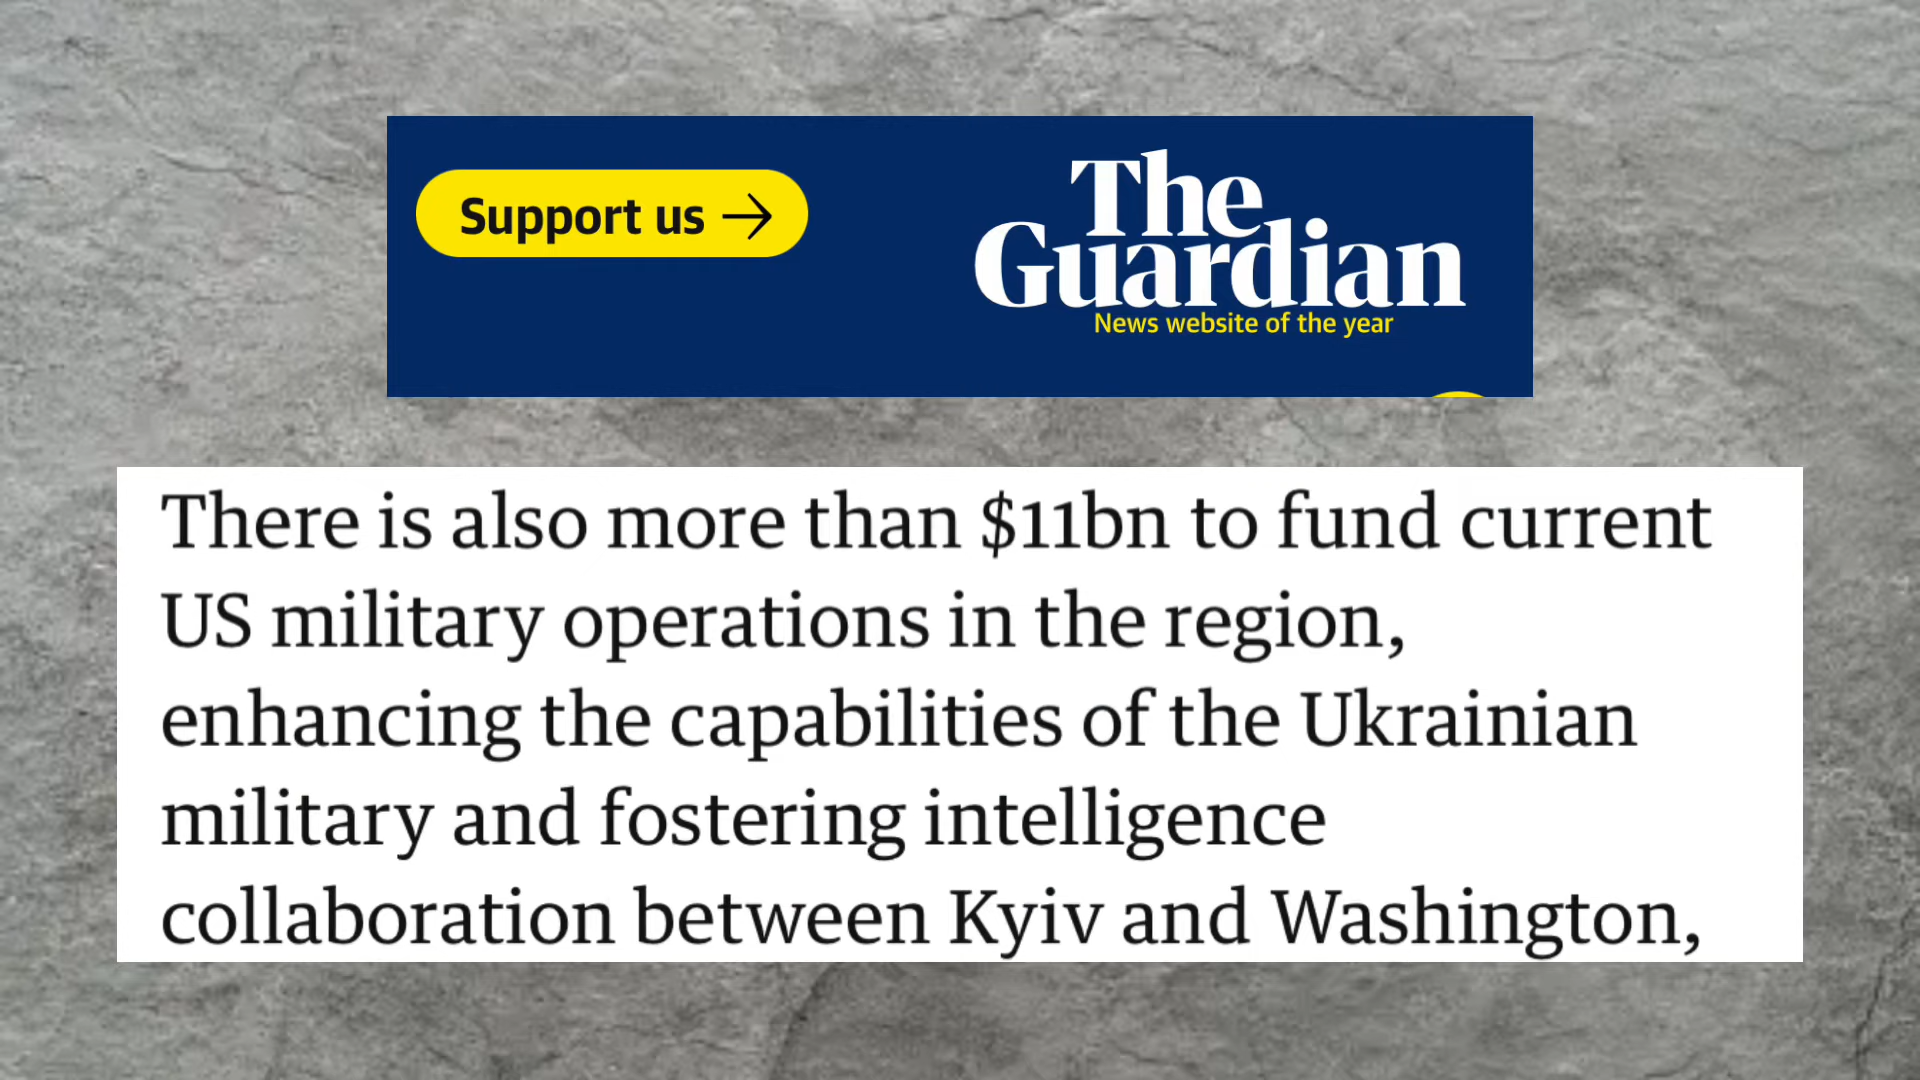 Support us →
The
Guardian
News website of the year
There is also more than $11bn to fund current
US military operations in the region,
enhancing the capabilities of the Ukrainian
military and fostering intelligence
collaboration between Kyiv and Washington,